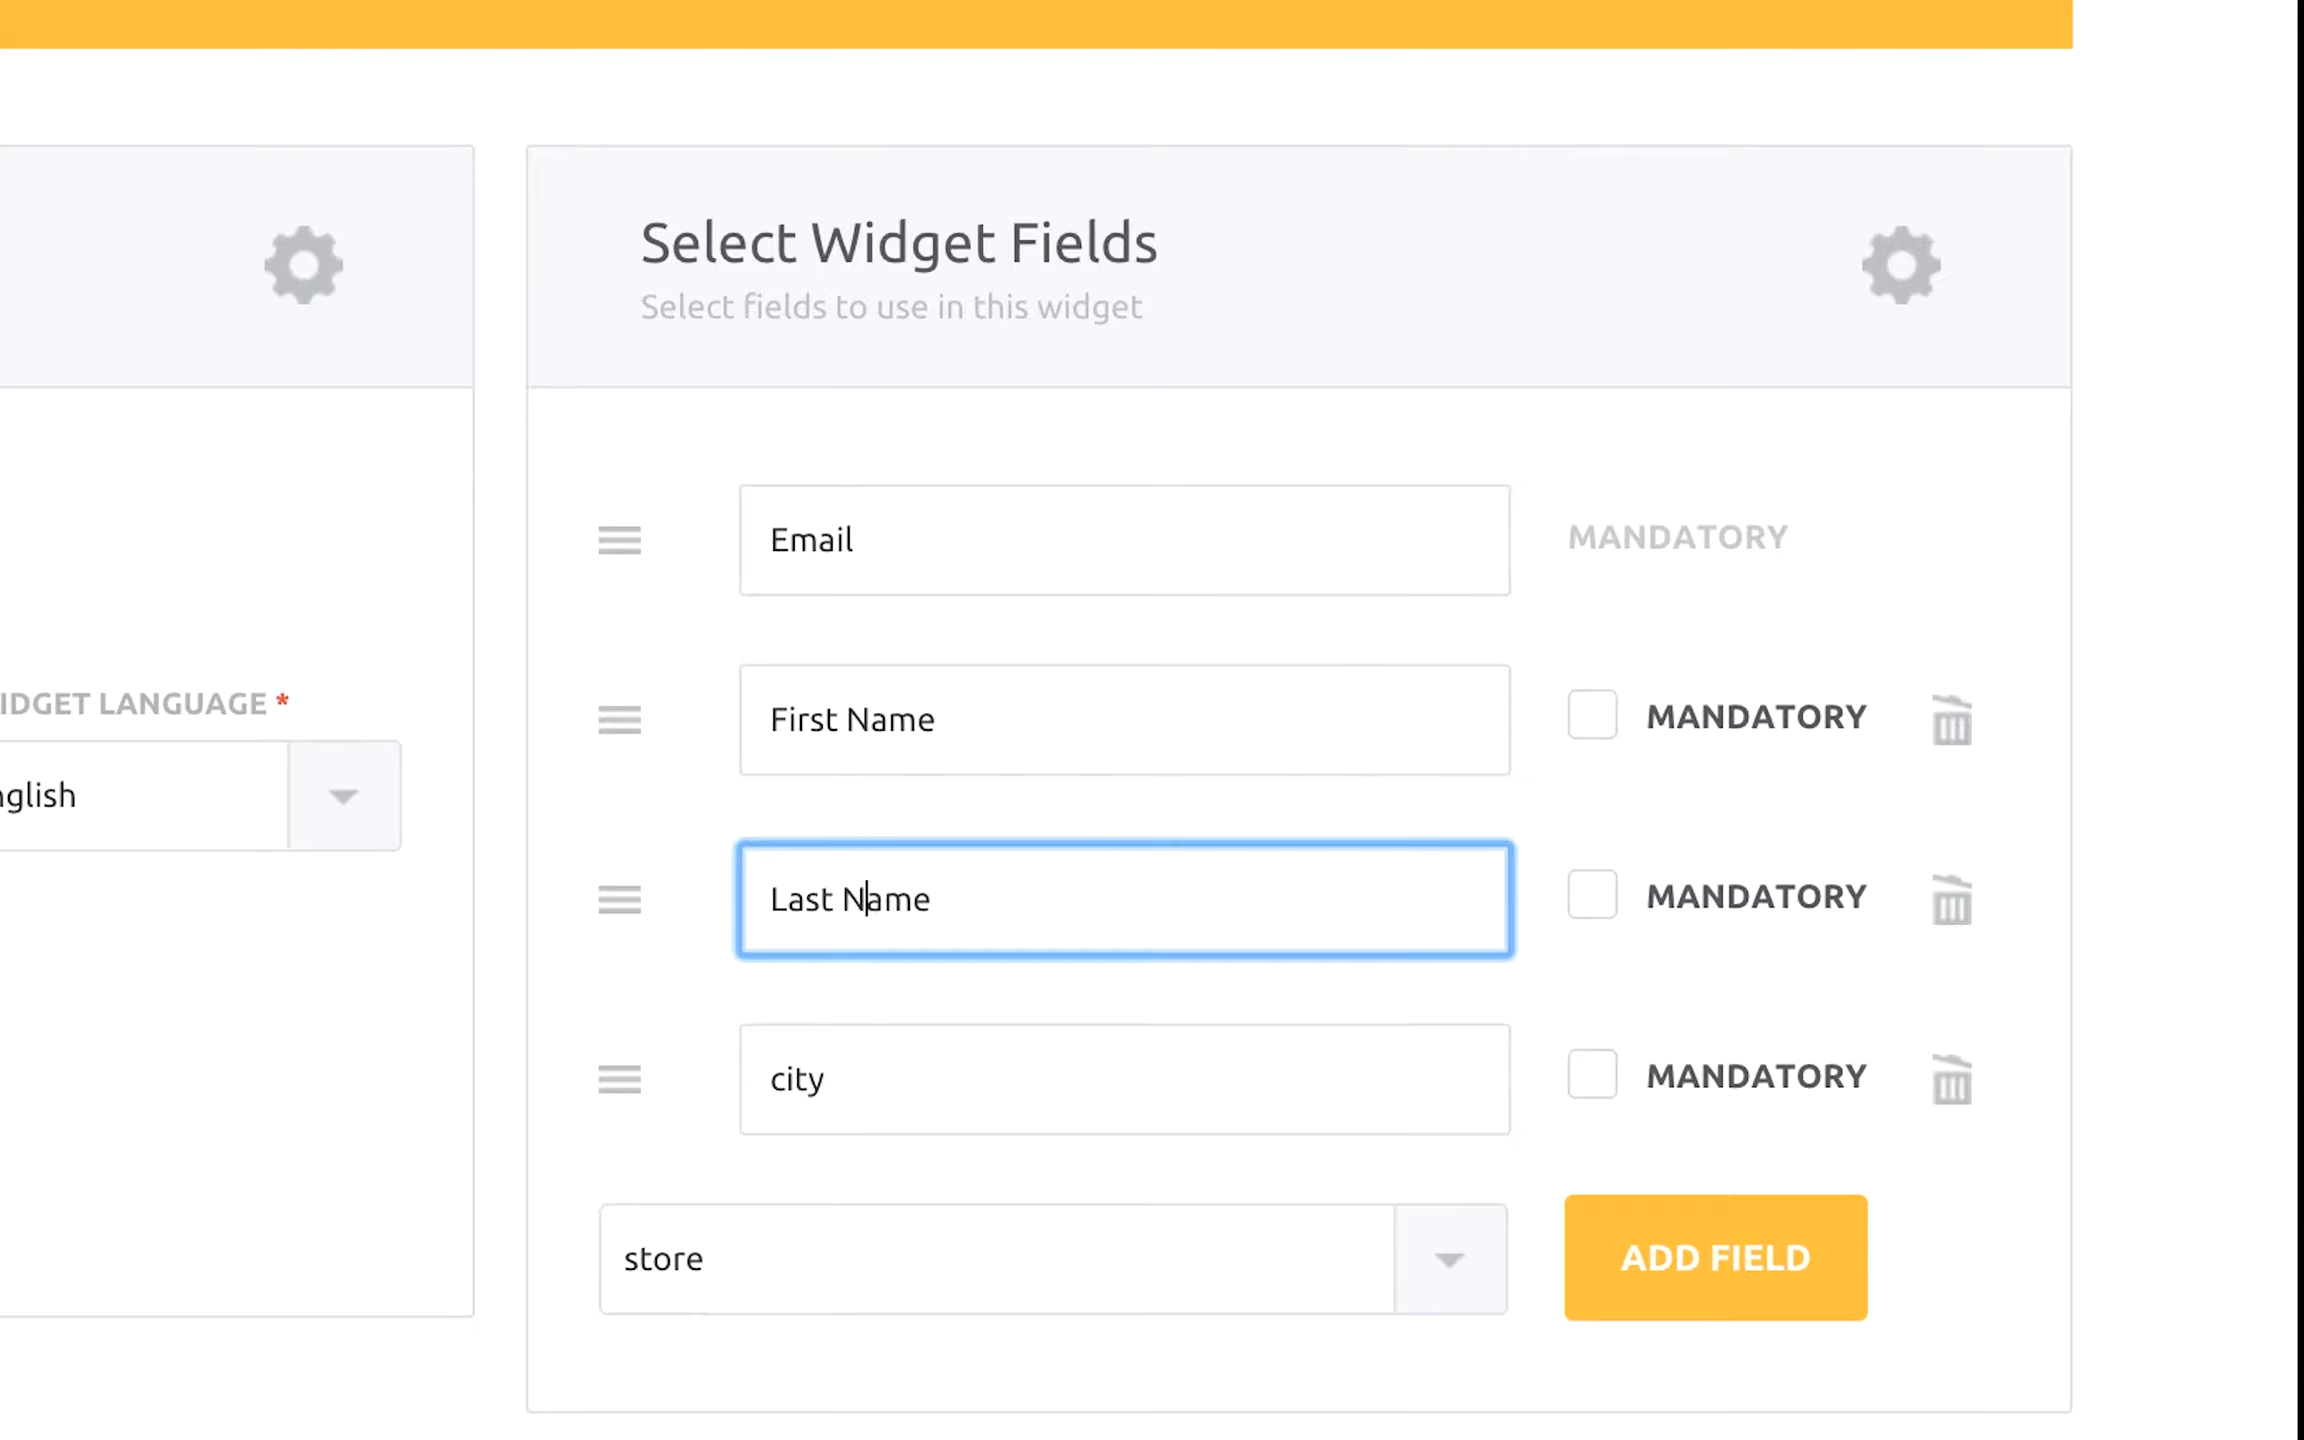 Select Widget Fields
Select fields to use in this widget
Email
MANDATORY
First Name
MANDATORY
IDGET LANGUAGE *
nglish
Last Name
MANDATORY
city
MANDATORY
store
ADD FIELD